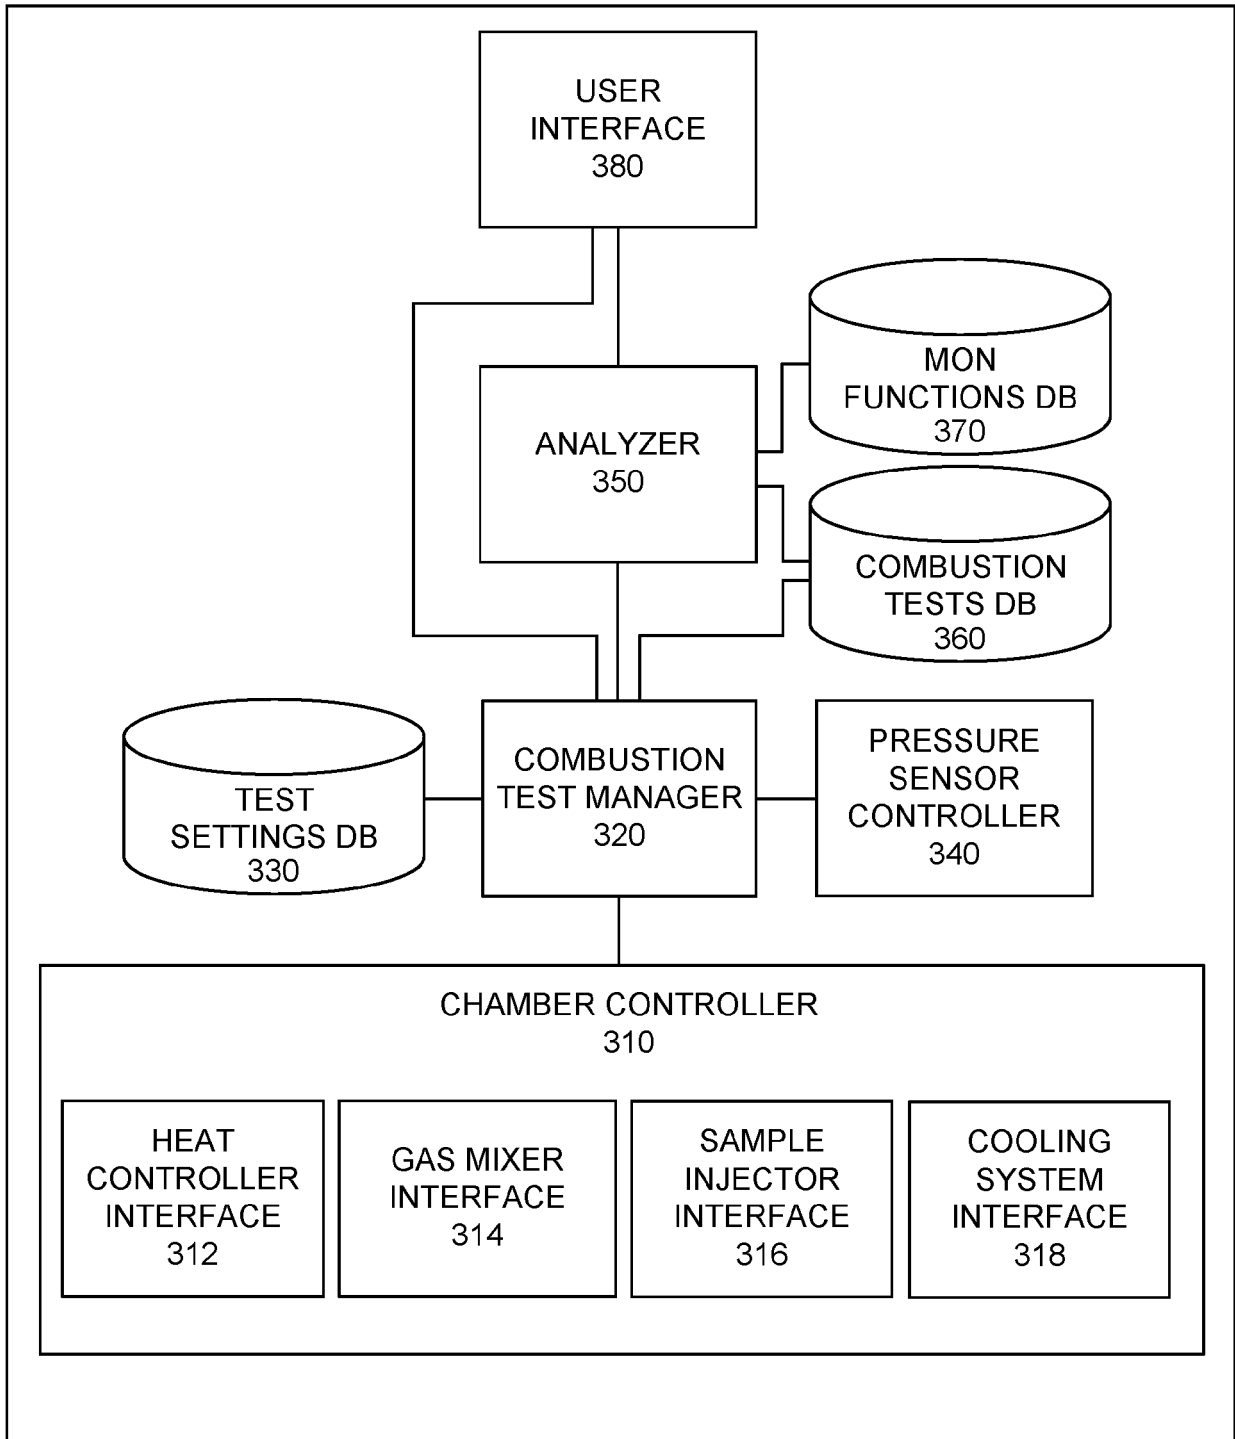 USER
INTERFACE
380
MON
FUNCTIONS DB
370
ANALYZER
350
COMBUSTION
TESTS DB
360
TEST
SETTINGS DB
330
COMBUSTION
TEST MANAGER
320
PRESSURE
SENSOR
CONTROLLER
340
CHAMBER CONTROLLER
310
HEAT
CONTROLLER
INTERFACE
312
GAS MIXER
INTERFACE
314
SAMPLE
INJECTOR
INTERFACE
316
COOLING
SYSTEM
INTERFACE
318